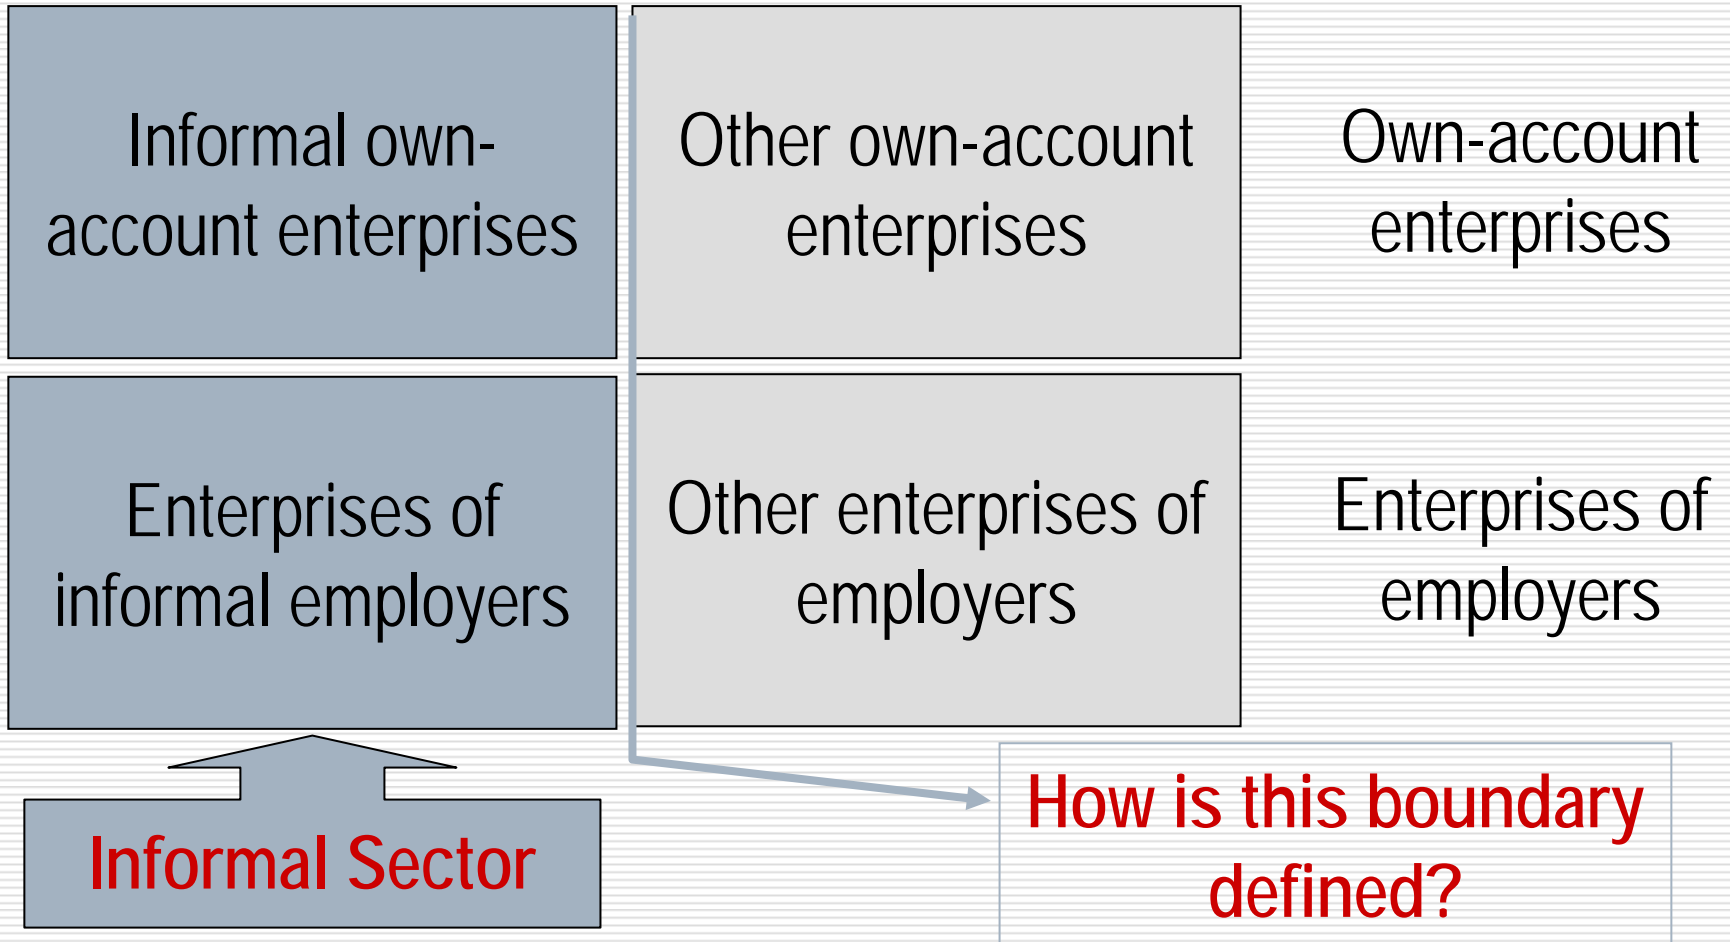 Informal own-
account enterprises
Other own-account
enterprises
Own-account
enterprises
Enterprises of
informal employers
Other enterprises of
employers
Enterprises of
employers
Informal Sector
How is this boundary
defined?